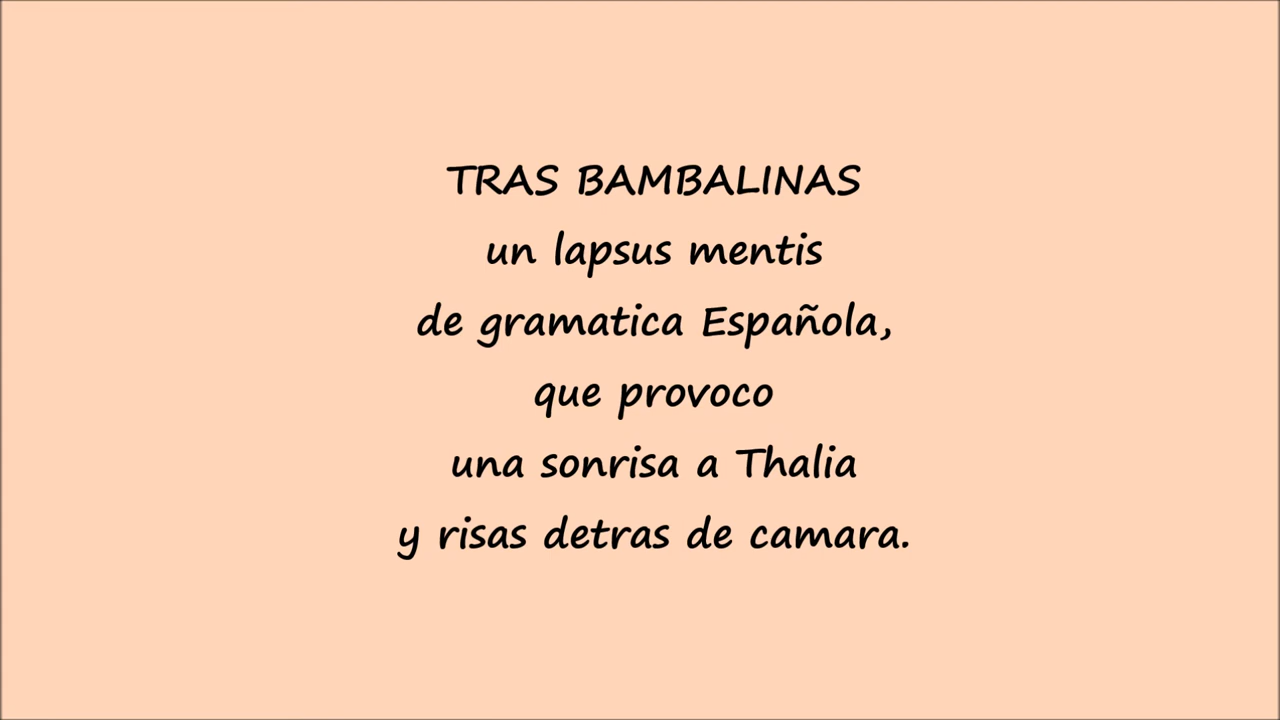 TRAS BAMBALINAS
un lapsus mentis
de gramatica Española,
que provoco
una sonrisa a Thalia
y risas detras de camara.